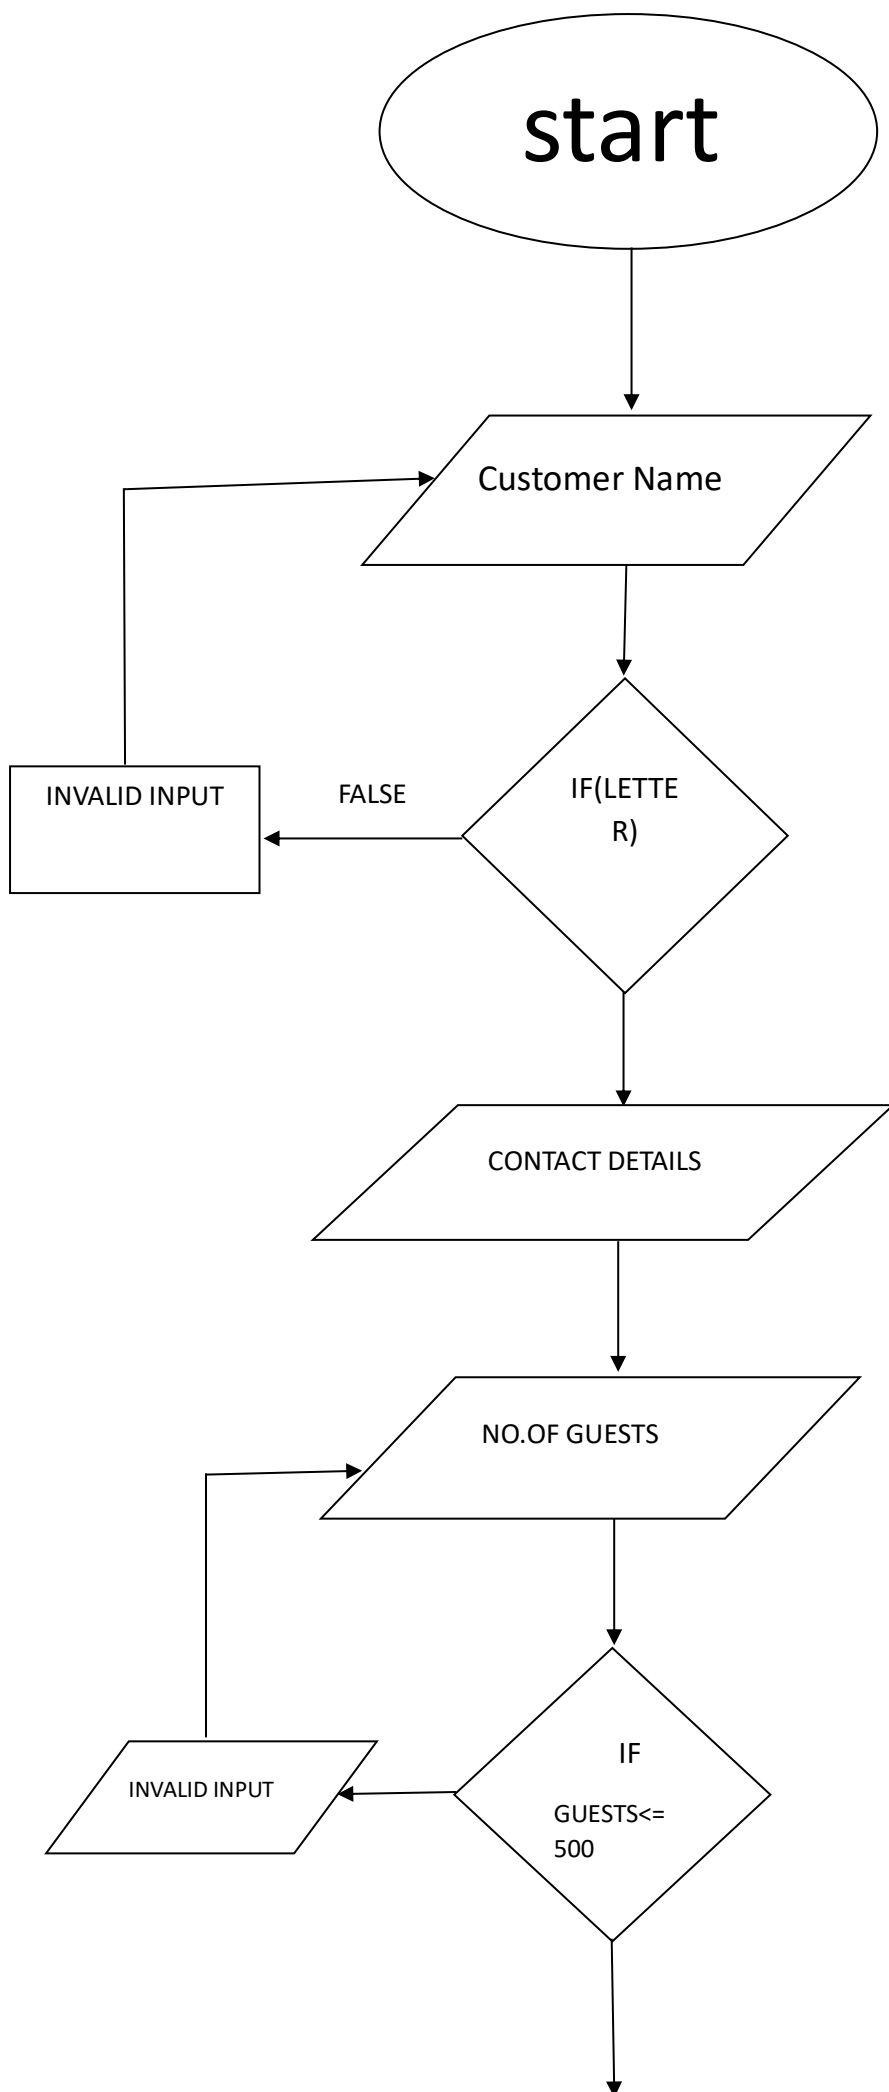 start
Customer Name
INVALID INPUT
FALSE
IF(LETTE
R)
CONTACT DETAILS
NO.OF GUESTS
INVALID INPUT
IF
GUESTS<=
500